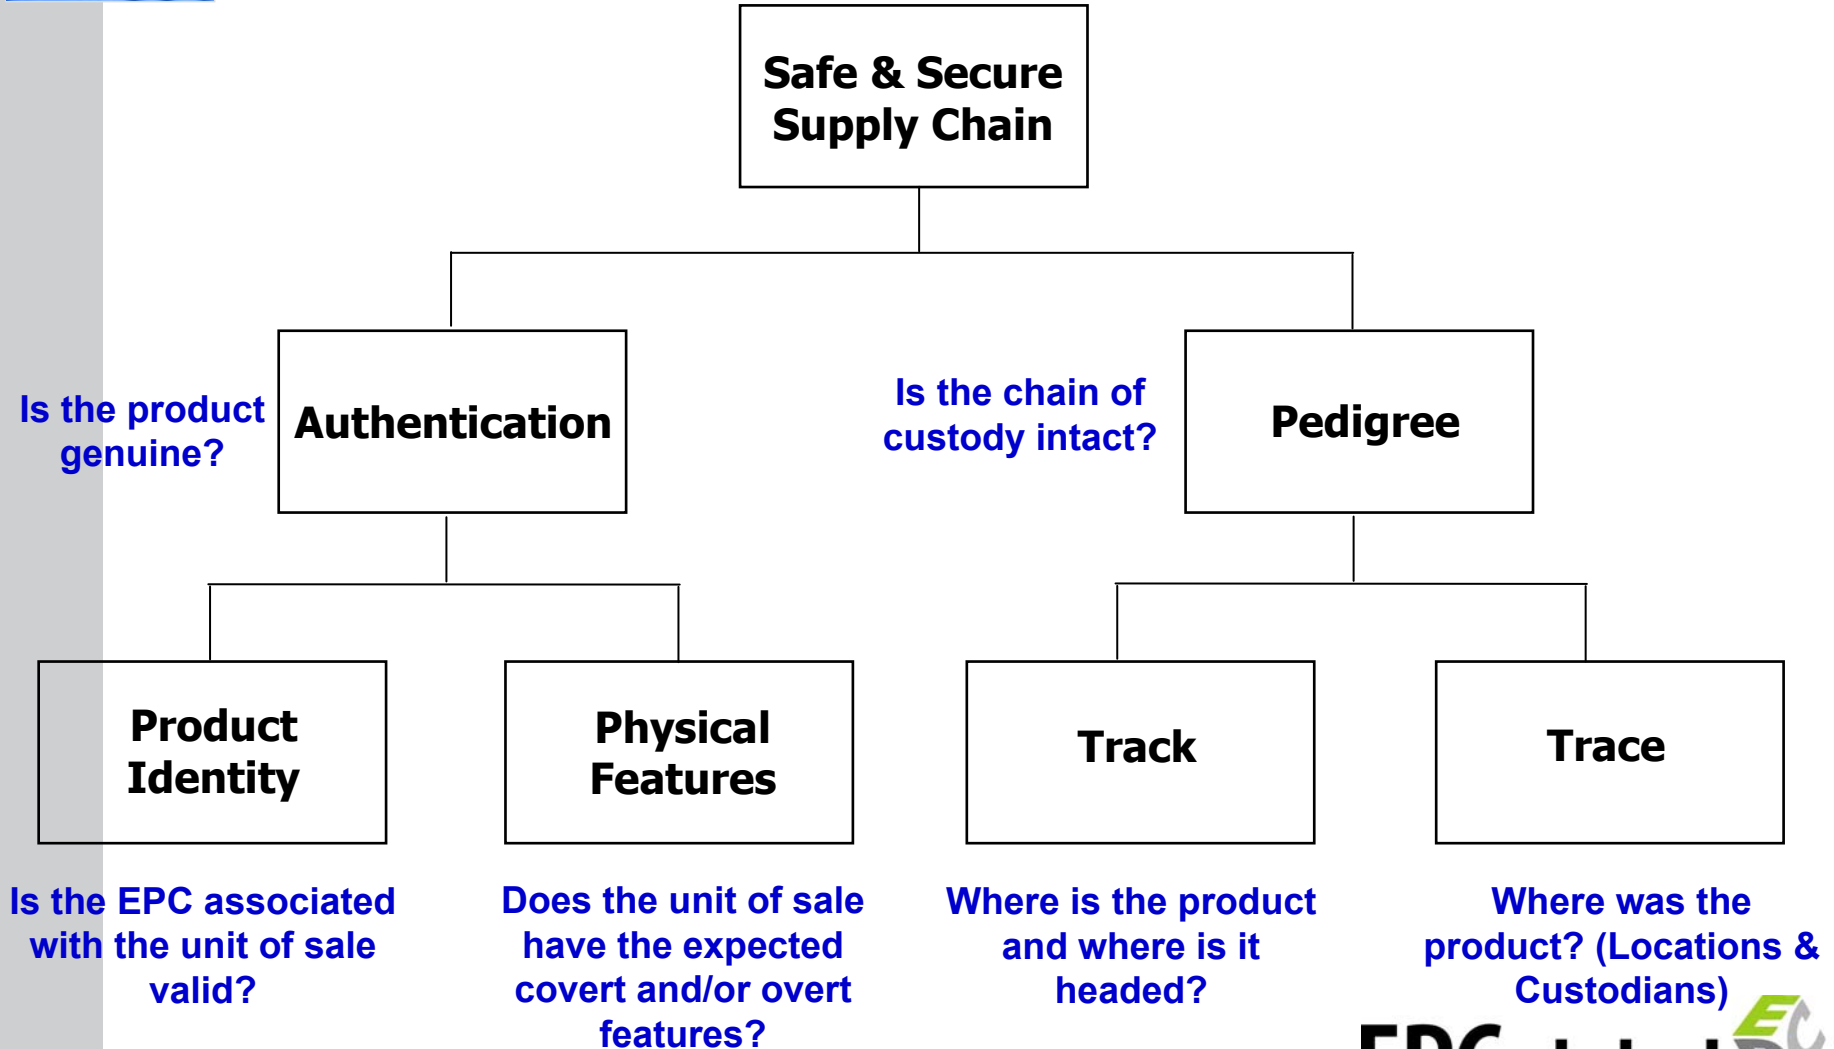 Safe & Secure
Supply Chain
Is the product
genuine?
Authentication
Is the chain of
custody intact?
Pedigree
Product
Identity
Physical
Features
Track
Trace
Is the EPC associated
with the unit of sale
valid?
Does the unit of sale
have the expected
covert and/or overt
features?
Where is the product
and where is it
headed?
Where was the
product? (Locations &
Custodians)